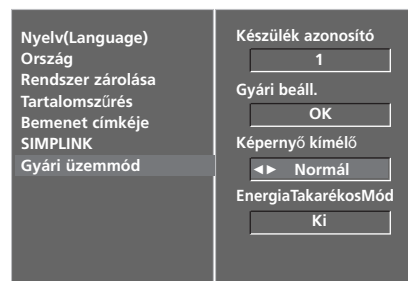 Nyelv(Language)
Ország
Rendszer zárolása
Tartalomszűrés
Bemenet címkéje
SIMPLINK
Gyári üzemmód
Készülék azonosító
1
Gyári beáll.
OK
Képernyő kímélő
◄► Normál
EnergiaTakarékosMód
Ki